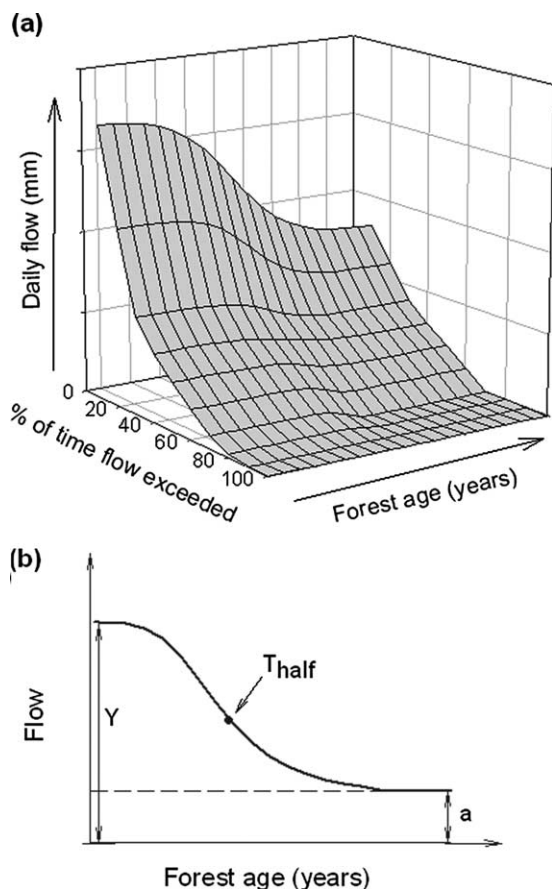 (a)
Daily flow (mm)
0
20
40
60
80
100
% of time flow exceeded
Forest age (years)
(b)
Flow
Y
Thalf
a
Forest age (years)